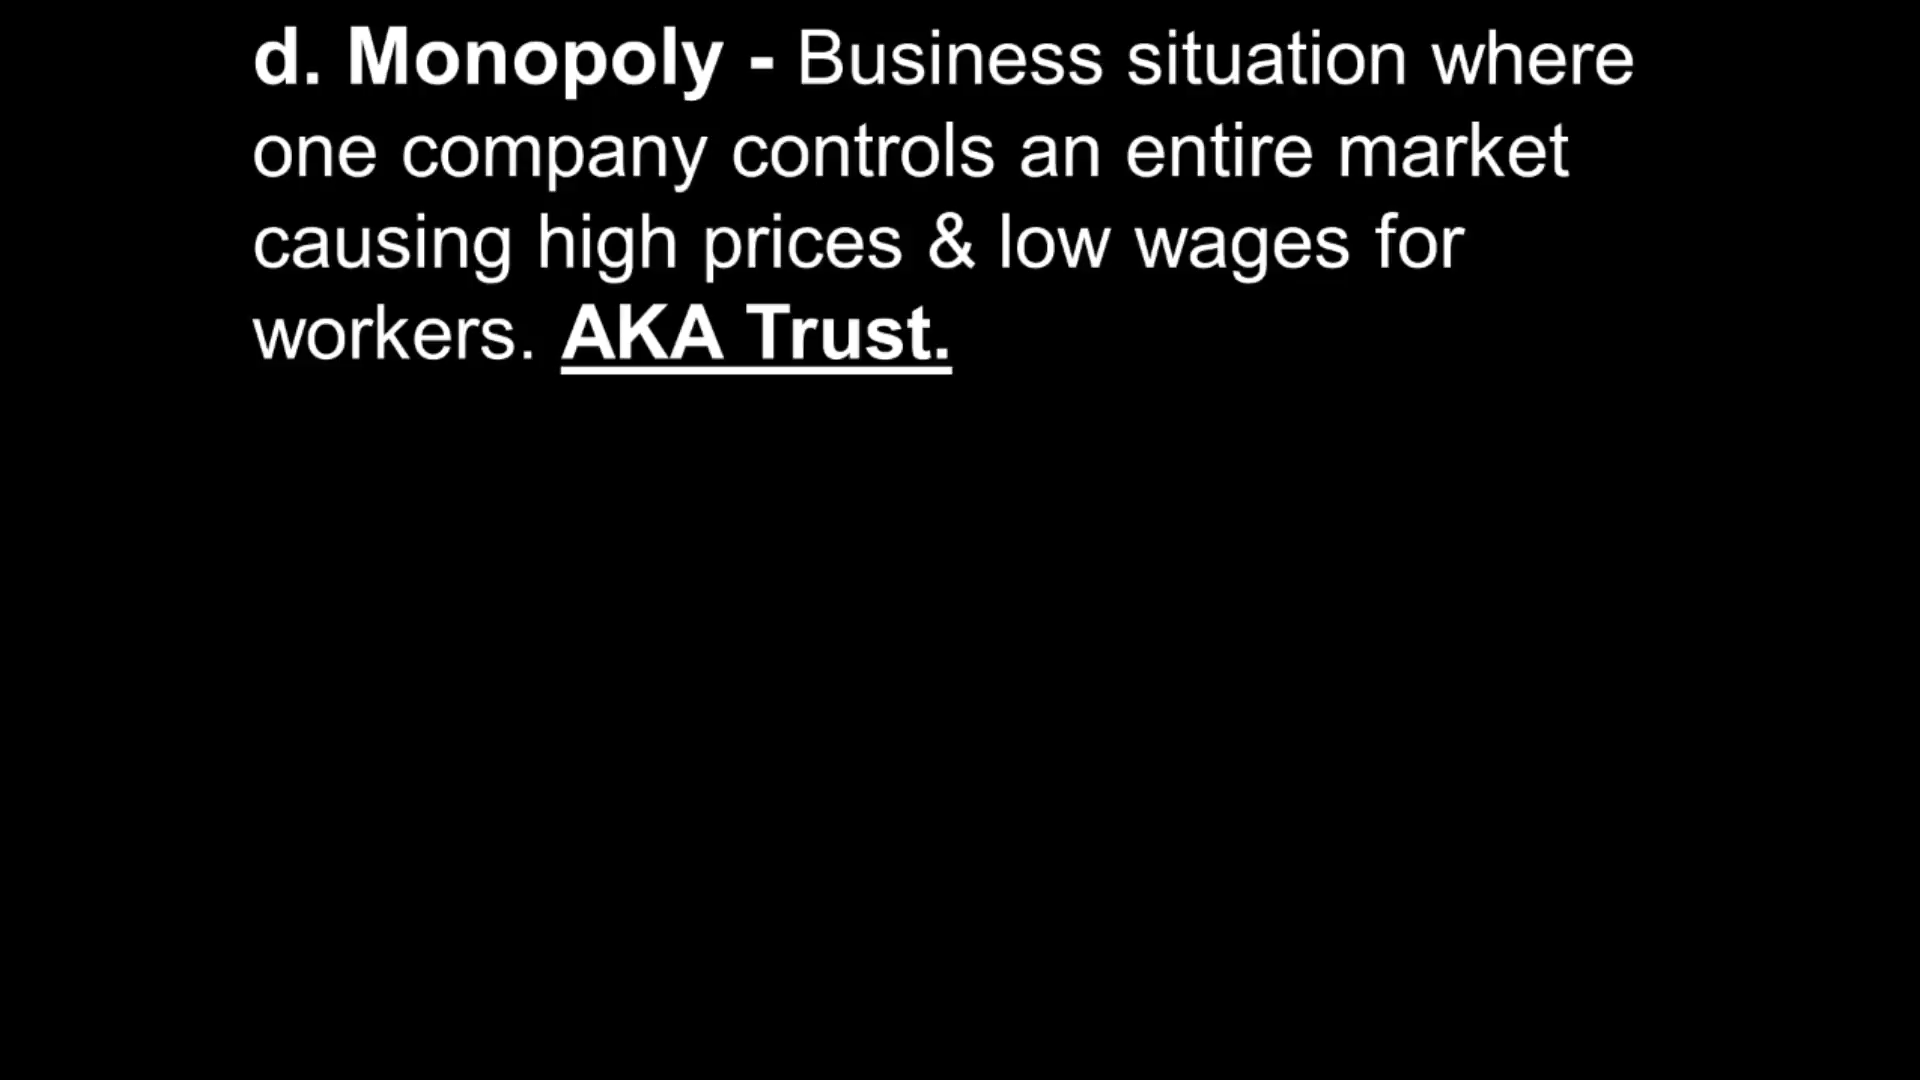 d. Monopoly - Business situation where
one company controls an entire market
causing high prices & low wages for
workers. AKA Trust.